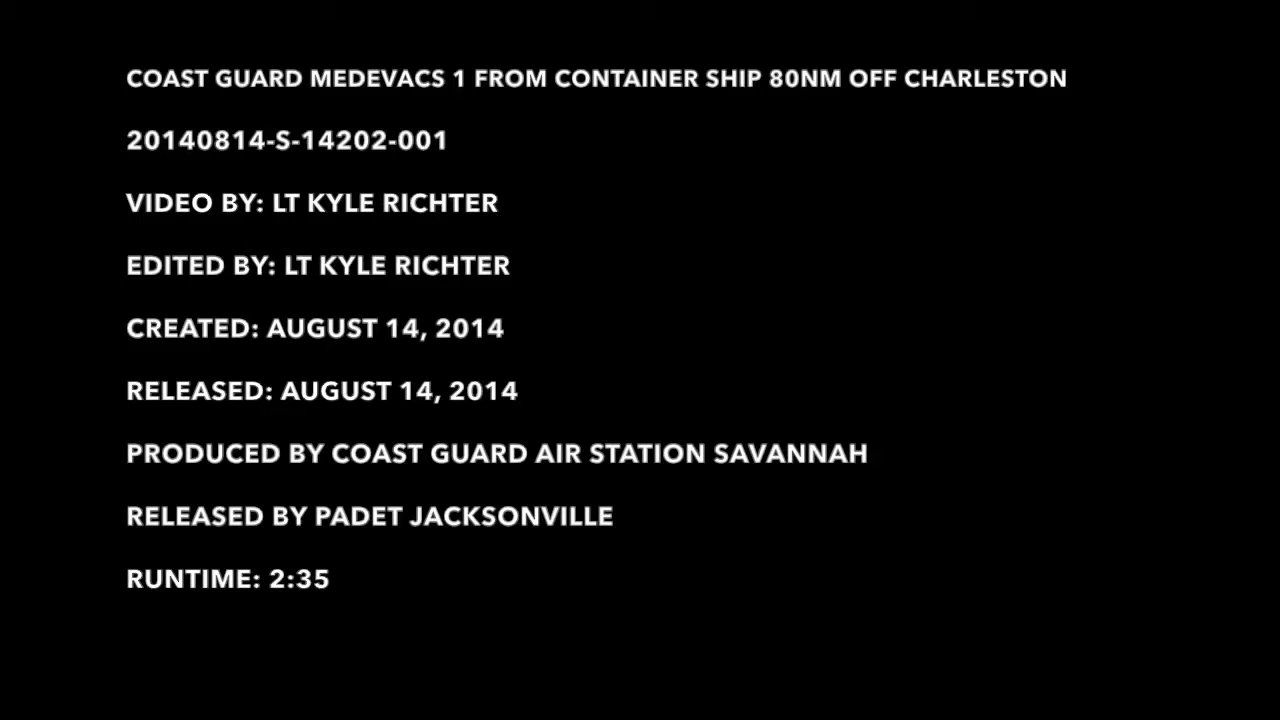 COAST GUARD MEDEVACS 1 FROM CONTAINER SHIP 80NM OFF CHARLESTON
20140814-S-14202-001
VIDEO BY: LT KYLE RICHTER
EDITED BY: LT KYLE RICHTER
CREATED: AUGUST 14, 2014
RELEASED: AUGUST 14, 2014
PRODUCED BY COAST GUARD AIR STATION SAVANNAH
RELEASED BY PADET JACKSONVILLE
RUNTIME: 2:35